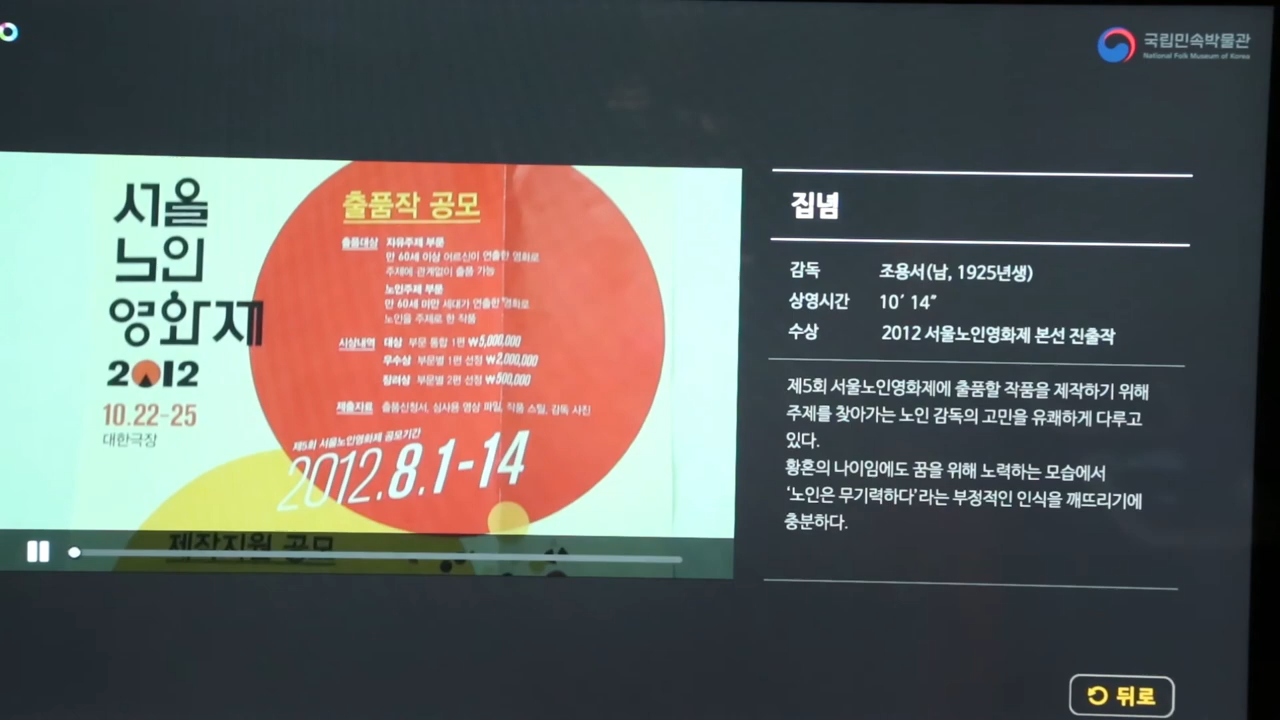 국립민속박물관
National Folk Museum of Korea
서울
노인
영화제
2012
10.22-25
대한극장
출품작 공모
출품대상 자유주제 부문
만 60세 이상 어르신이 연출한 영화로
주제에 관계없이 출품 가능
노인주제 부문
만 60세 미만 세대가 연출한 영화로
노인을 주제로 한 작품
시상내역 대상 부문 통합 1편 ₩5,000,000
우수상 부문별 1편 선정 ₩2,000,000
장려상 부문별 2편 선정 ₩500,000
제출자료 출품신청서, 심사용 영상 파일, 작품 스틸, 감독 사진
제5회 서울노인영화제 공모기간
2012.8.1-14
제작지원 공모
집념
감독 조용서(남, 1925년생)
상영시간 10′ 14″
수상 2012 서울노인영화제 본선 진출작
제5회 서울노인영화제에 출품할 작품을 제작하기 위해
주제를 찾아가는 노인 감독의 고민을 유쾌하게 다루고
있다.
황혼의 나이임에도 꿈을 위해 노력하는 모습에서
‘노인은 무기력하다’라는 부정적인 인식을 깨뜨리기에
충분하다.
뒤로